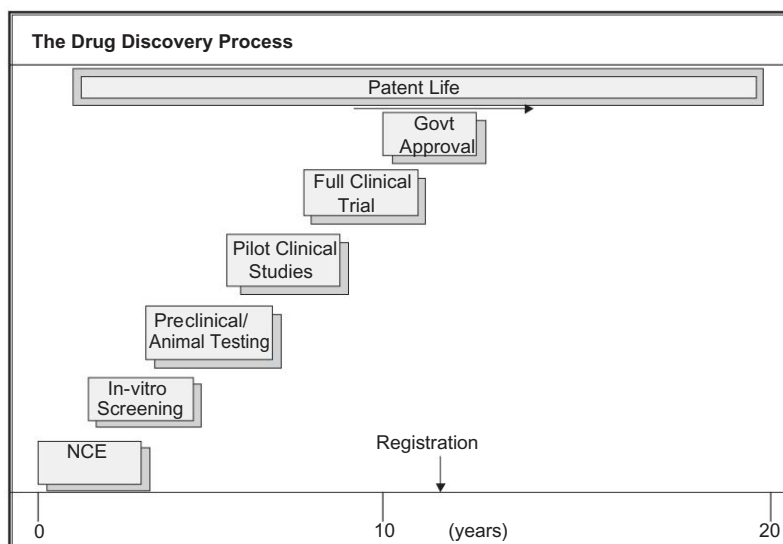 The Drug Discovery Process
Patent Life
Govt
Approval
Full Clinical
Trial
Pilot Clinical
Studies
Preclinical/
Animal Testing
In-vitro
Screening
NCE
Registration
0
10
(years)
20